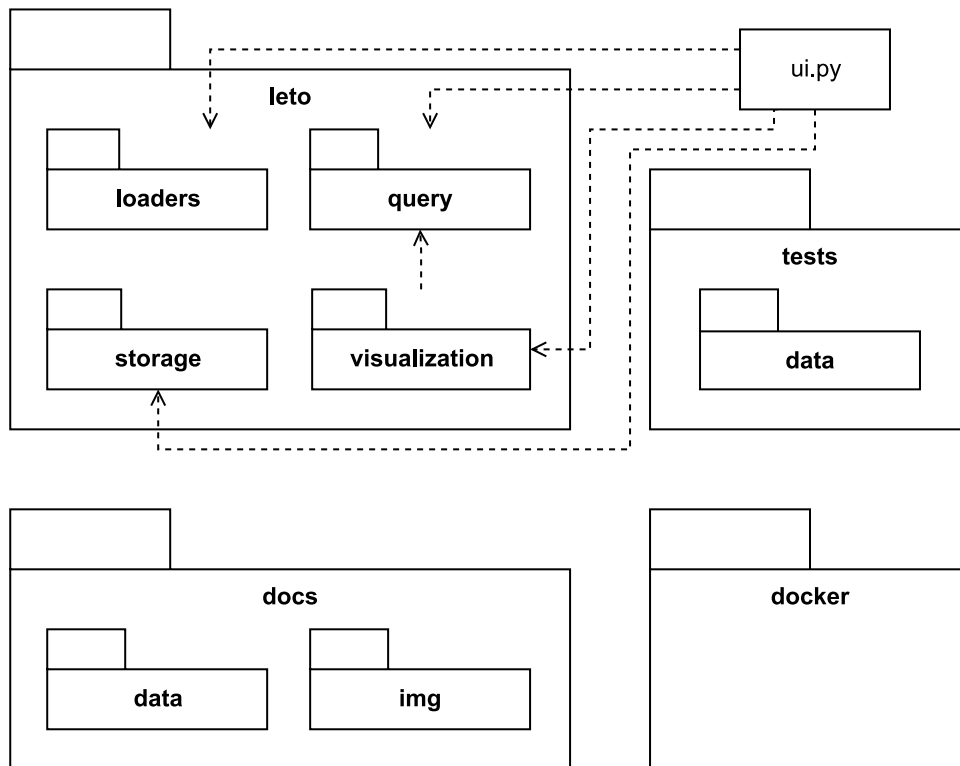 ui.py
leto
loaders
query
tests
storage
visualization
data
docs
docker
data
img